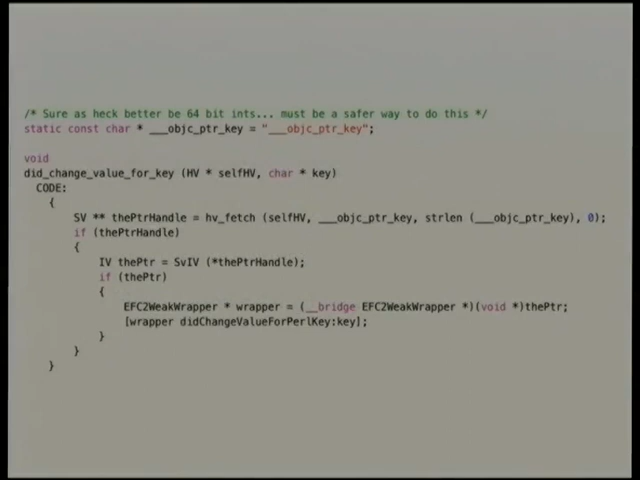 /* Sure as heck better be 64 bit ints... must be a safer way to do this */
static const char * ___objc_ptr_key = "___objc_ptr_key";
void
did_change_value_for_key (HV * selfHV, char * key)
CODE:
{
SV ** thePtrHandle = hv_fetch (selfHV, ___objc_ptr_key, strlen (___objc_ptr_key), 0);
if (thePtrHandle)
{
IV thePtr = SvIV (*thePtrHandle);
if (thePtr)
{
EFC2WeakWrapper * wrapper = (__bridge EFC2WeakWrapper *)(void *)thePtr;
[wrapper didChangeValueForPerlKey:key];
}
}
}